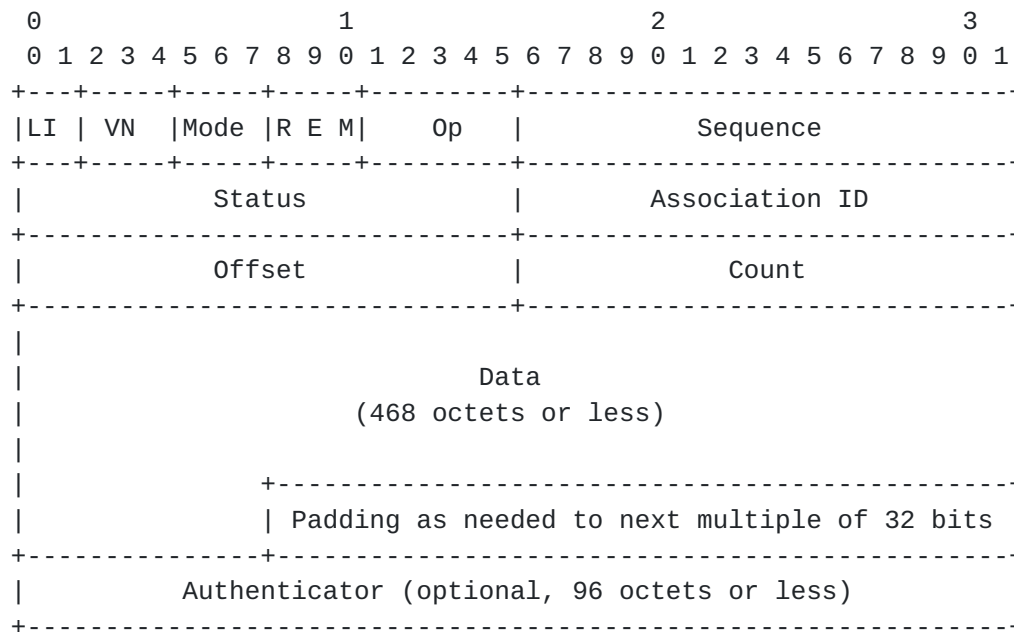 0                   1                   2                   3
 0 1 2 3 4 5 6 7 8 9 0 1 2 3 4 5 6 7 8 9 0 1 2 3 4 5 6 7 8 9 0 1
+---+-----+-----+-----+---------+-------------------------------+
|LI | VN  |Mode |R E M|    Op   |           Sequence
+---+-----+-----+-----+---------+-------------------------------+
|            Status             |        Association ID
+-------------------------------+-------------------------------+
|            Offset             |             Count
+-------------------------------+-------------------------------+
|
|                             Data
|                     (468 octets or less)
|
|               +-----------------------------------------------+
|               | Padding as needed to next multiple of 32 bits
+---------------+-----------------------------------------------+
|          Authenticator (optional, 96 octets or less)
+---------------------------------------------------------------+